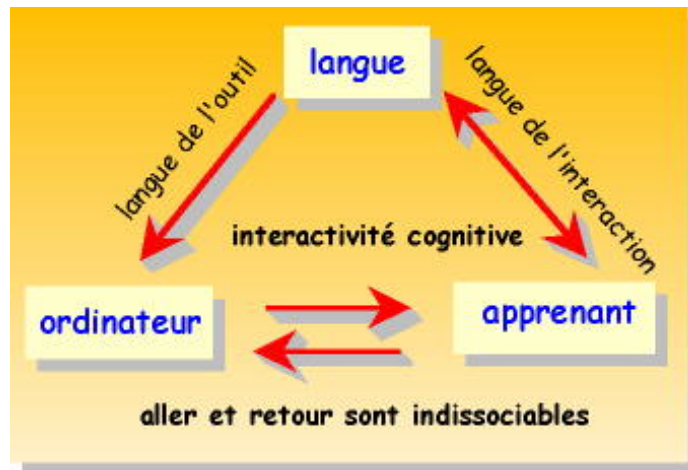 langue
langue de l'outil
langue de l'interaction
interactivité cognitive
ordinateur
apprenant
aller et retour sont indissociables